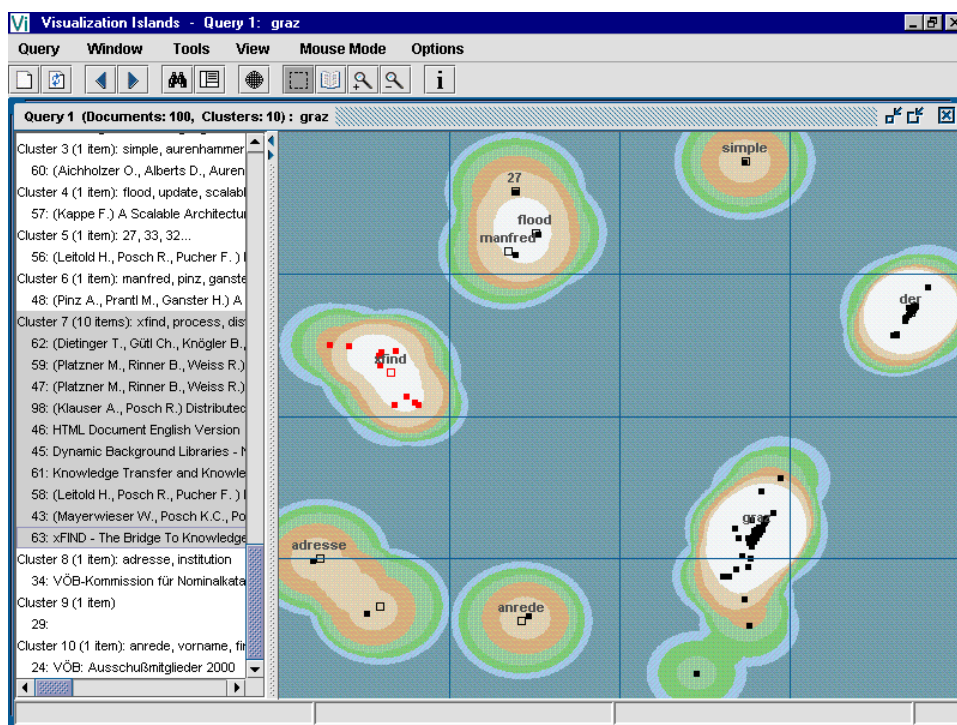 Vi Visualization Islands - Query 1: graz
Query Window Tools View Mouse Mode Options
Query 1 (Documents: 100, Clusters: 10) : graz
Cluster 3 (1 item): simple, aurenhammer
60: (Aichholzer O., Alberts D., Auren
Cluster 4 (1 item): flood, update, scalabl
57: (Kappe F.) A Scalable Architectu
Cluster 5 (1 item): 27, 33, 32...
56: (Leitold H., Posch R., Pucher F. ) I
Cluster 6 (1 item): manfred, pinz, ganste
48: (Pinz A., Prantl M., Ganster H.) A
Cluster 7 (10 items): xfind, process, dis
62: (Dietinger T., Gütl Ch., Knögler B.,
59: (Platzner M., Rinner B., Weiss R.)
47: (Platzner M., Rinner B., Weiss R.)
98: (Klauser A., Posch R.) Distributed
46: HTML Document English Version
45: Dynamic Background Libraries - N
61: Knowledge Transfer and Knowle
58: (Leitold H., Posch R., Pucher F. ) I
43: (Mayerwieser W., Posch K.C., Po
63: xFIND - The Bridge To Knowledge
Cluster 8 (1 item): adresse, institution
34: VÖB-Kommission für Nominalkata
Cluster 9 (1 item)
29:
Cluster 10 (1 item): anrede, vorname, fir
24: VÖB: Ausschußmitglieder 2000
simple
27
flood
manfred
der
xfind
graz
adresse
anrede